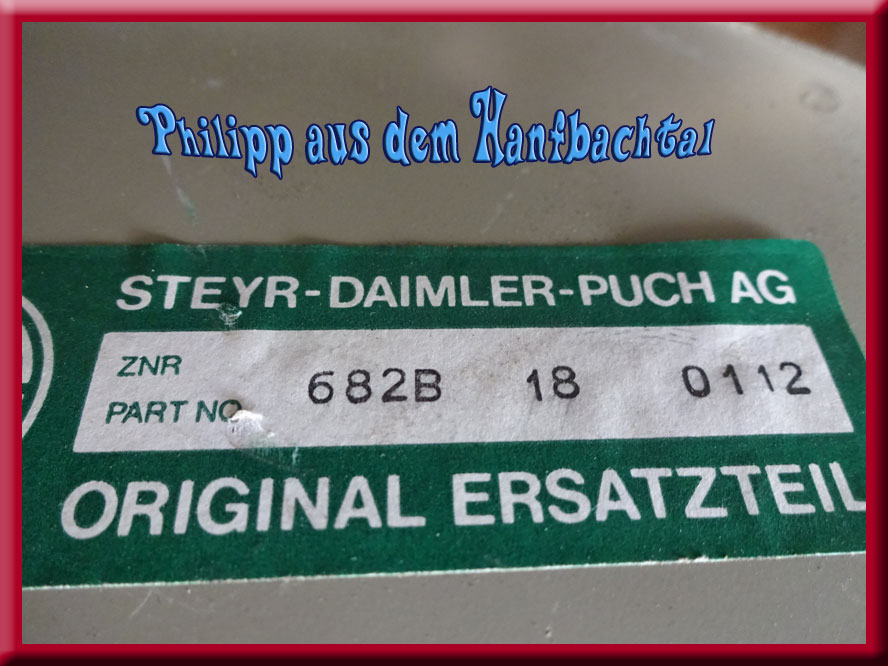 Philipp aus dem Hanfbachtal
STEYR-DAIMLER-PUCH AG
ZNR
PART NO
682B 18 0112
ORIGINAL ERSATZTEIL